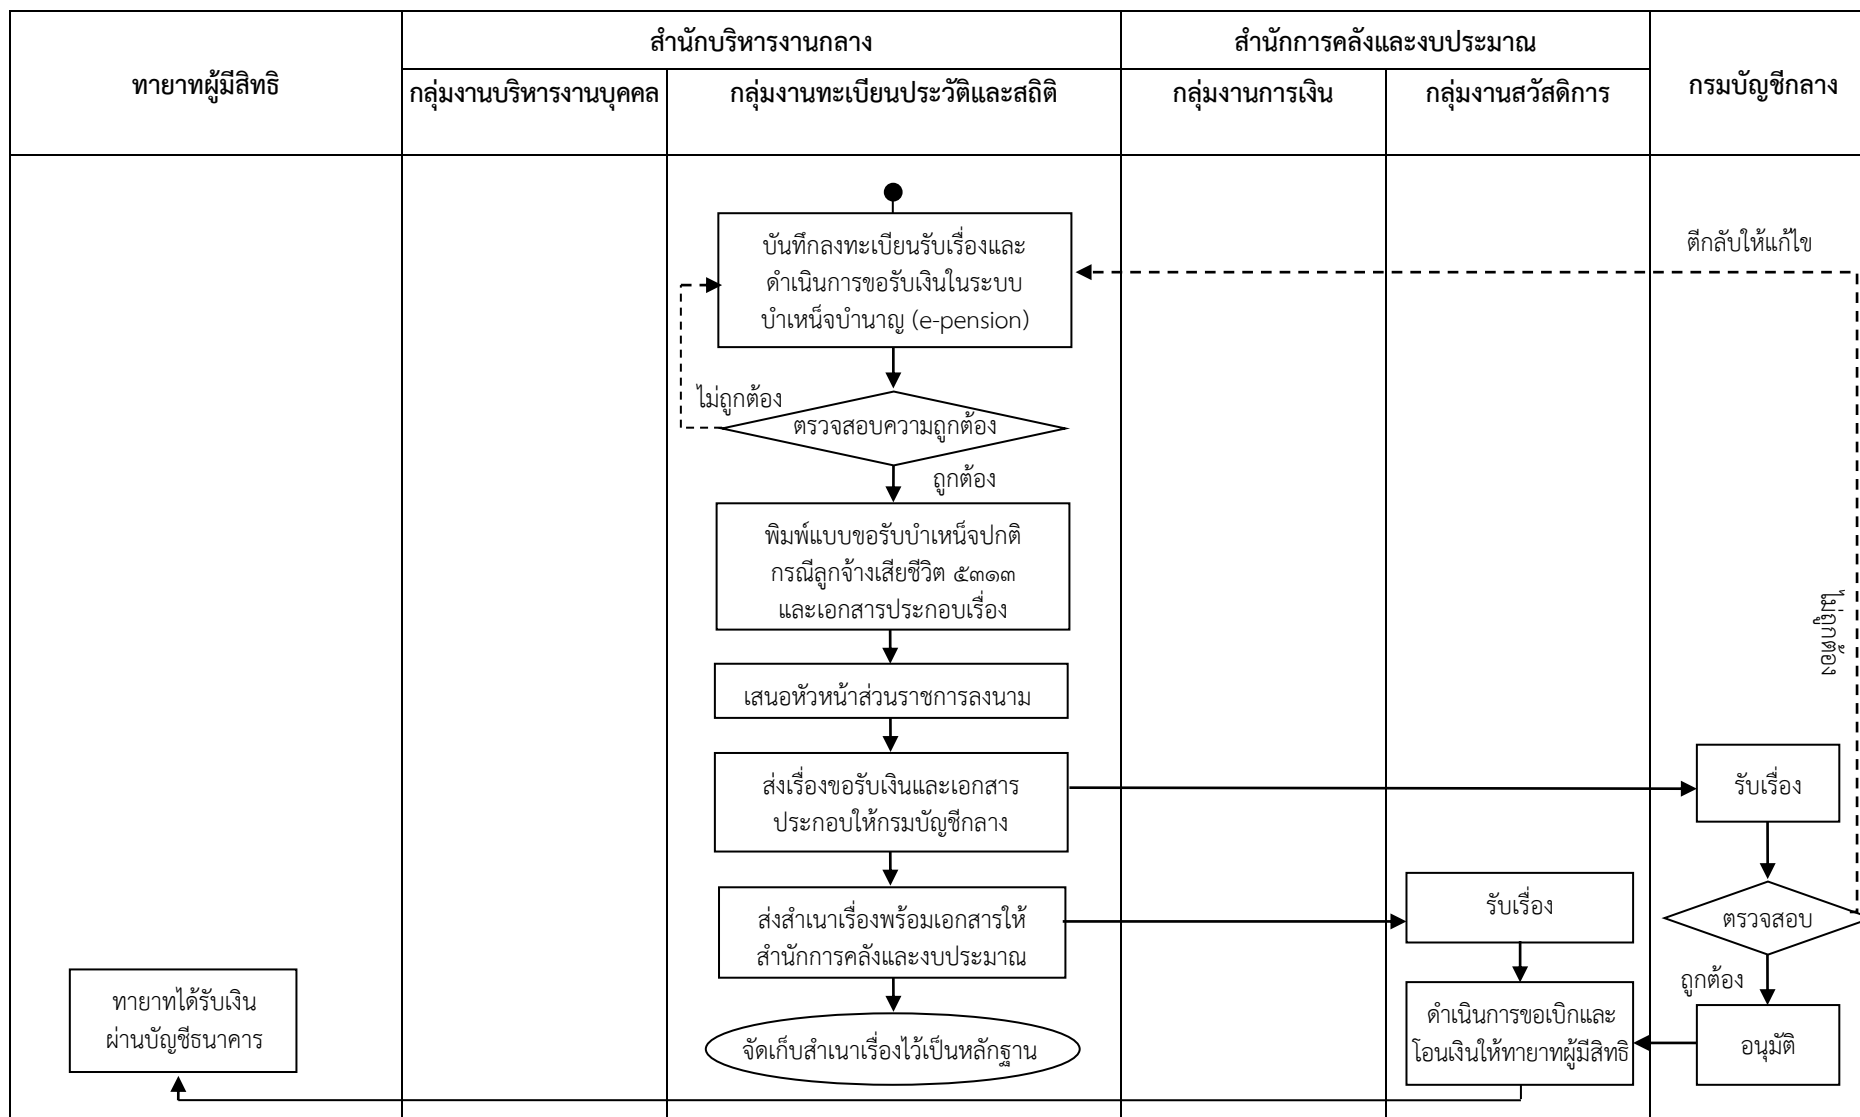 ทายาทผู้มีสิทธิ
สำนักบริหารงานกลาง
สำนักการคลังและงบประมาณ
กรมบัญชีกลาง
กลุ่มงานบริหารงานบุคคล
กลุ่มงานทะเบียนประวัติและสถิติ
กลุ่มงานการเงิน
กลุ่มงานสวัสดิการ
บันทึกลงทะเบียนรับเรื่องและ
ดำเนินการขอรับเงินในระบบ
บำเหน็จบำนาญ (e-pension)
ตีกลับให้แก้ไข
ไม่ถูกต้อง
ตรวจสอบความถูกต้อง
ถูกต้อง
พิมพ์แบบขอรับบำเหน็จปกติ
กรณีลูกจ้างเสียชีวิต ๕๓๑๓
และเอกสารประกอบเรื่อง
ไม่ถูกต้อง
เสนอหัวหน้าส่วนราชการลงนาม
ส่งเรื่องขอรับเงินและเอกสาร
ประกอบให้กรมบัญชีกลาง
รับเรื่อง
ส่งสำเนาเรื่องพร้อมเอกสารให้
สำนักการคลังและงบประมาณ
รับเรื่อง
ตรวจสอบ
ถูกต้อง
ทายาทได้รับเงิน
ผ่านบัญชีธนาคาร
จัดเก็บสำเนาเรื่องไว้เป็นหลักฐาน
ดำเนินการขอเบิกและ
โอนเงินให้ทายาทผู้มีสิทธิ
อนุมัติ